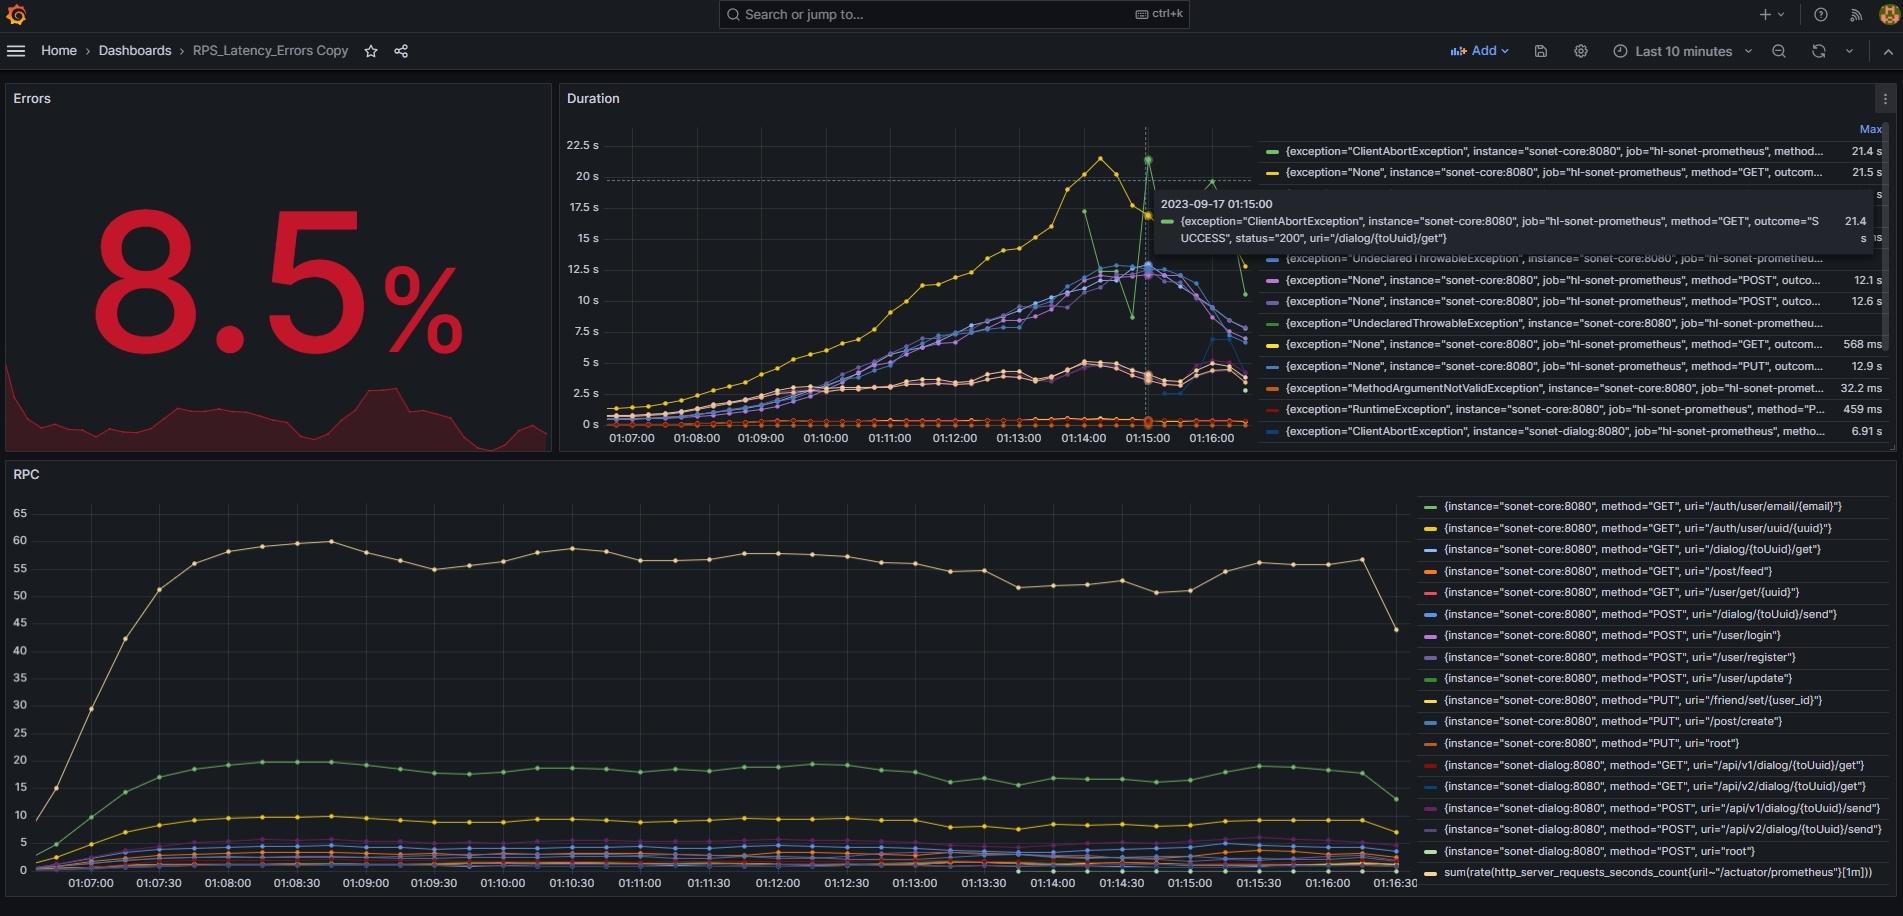 Search or jump to...
ctrl+k
Home › Dashboards › RPS_Latency_Errors Copy
Add
Last 10 minutes
Errors
8.5%
Duration
22.5 s
20 s
17.5 s
15 s
12.5 s
10 s
7.5 s
5 s
2.5 s
0 s
01:07:00 01:08:00 01:09:00 01:10:00 01:11:00 01:12:00 01:13:00 01:14:00 01:15:00 01:16:00
Max
{exception="ClientAbortException", instance="sonet-core:8080", job="hl-sonet-prometheus", method... 21.4 s
{exception="None", instance="sonet-core:8080", job="hl-sonet-prometheus", method="GET", outcom... 21.5 s
2023-09-17 01:15:00
{exception="ClientAbortException", instance="sonet-core:8080", job="hl-sonet-prometheus", method="GET", outcome="S 21.4
UCCESS", status="200", uri="/dialog/{toUuid}/get"} s
{exception="UndeclaredThrowableException", instance="sonet-core:8080", job="hl-sonet-prometheu...
{exception="None", instance="sonet-core:8080", job="hl-sonet-prometheus", method="POST", outco... 12.1 s
{exception="None", instance="sonet-core:8080", job="hl-sonet-prometheus", method="POST", outco... 12.6 s
{exception="UndeclaredThrowableException", instance="sonet-core:8080", job="hl-sonet-prometheu...
{exception="None", instance="sonet-core:8080", job="hl-sonet-prometheus", method="GET", outcom... 568 ms
{exception="None", instance="sonet-core:8080", job="hl-sonet-prometheus", method="PUT", outcom... 12.9 s
{exception="MethodArgumentNotValidException", instance="sonet-core:8080", job="hl-sonet-promet... 32.2 ms
{exception="RuntimeException", instance="sonet-core:8080", job="hl-sonet-prometheus", method="P... 459 ms
{exception="ClientAbortException", instance="sonet-dialog:8080", job="hl-sonet-prometheus", metho... 6.91 s
RPC
65
60
55
50
45
40
35
30
25
20
15
10
5
0
01:07:00 01:07:30 01:08:00 01:08:30 01:09:00 01:09:30 01:10:00 01:10:30 01:11:00 01:11:30 01:12:00 01:12:30 01:13:00 01:13:30 01:14:00 01:14:30 01:15:00 01:15:30 01:16:00 01:16:30
{instance="sonet-core:8080", method="GET", uri="/auth/user/email/{email}"}
{instance="sonet-core:8080", method="GET", uri="/auth/user/uuid/{uuid}"}
{instance="sonet-core:8080", method="GET", uri="/dialog/{toUuid}/get"}
{instance="sonet-core:8080", method="GET", uri="/post/feed"}
{instance="sonet-core:8080", method="GET", uri="/user/get/{uuid}"}
{instance="sonet-core:8080", method="POST", uri="/dialog/{toUuid}/send"}
{instance="sonet-core:8080", method="POST", uri="/user/login"}
{instance="sonet-core:8080", method="POST", uri="/user/register"}
{instance="sonet-core:8080", method="POST", uri="/user/update"}
{instance="sonet-core:8080", method="PUT", uri="/friend/set/{user_id}"}
{instance="sonet-core:8080", method="PUT", uri="/post/create"}
{instance="sonet-core:8080", method="PUT", uri="root"}
{instance="sonet-dialog:8080", method="GET", uri="/api/v1/dialog/{toUuid}/get"}
{instance="sonet-dialog:8080", method="GET", uri="/api/v2/dialog/{toUuid}/get"}
{instance="sonet-dialog:8080", method="POST", uri="/api/v1/dialog/{toUuid}/send"}
{instance="sonet-dialog:8080", method="POST", uri="/api/v2/dialog/{toUuid}/send"}
{instance="sonet-dialog:8080", method="POST", uri="root"}
sum(rate(http_server_requests_seconds_count{uri!~"/actuator/prometheus"}[1m]))